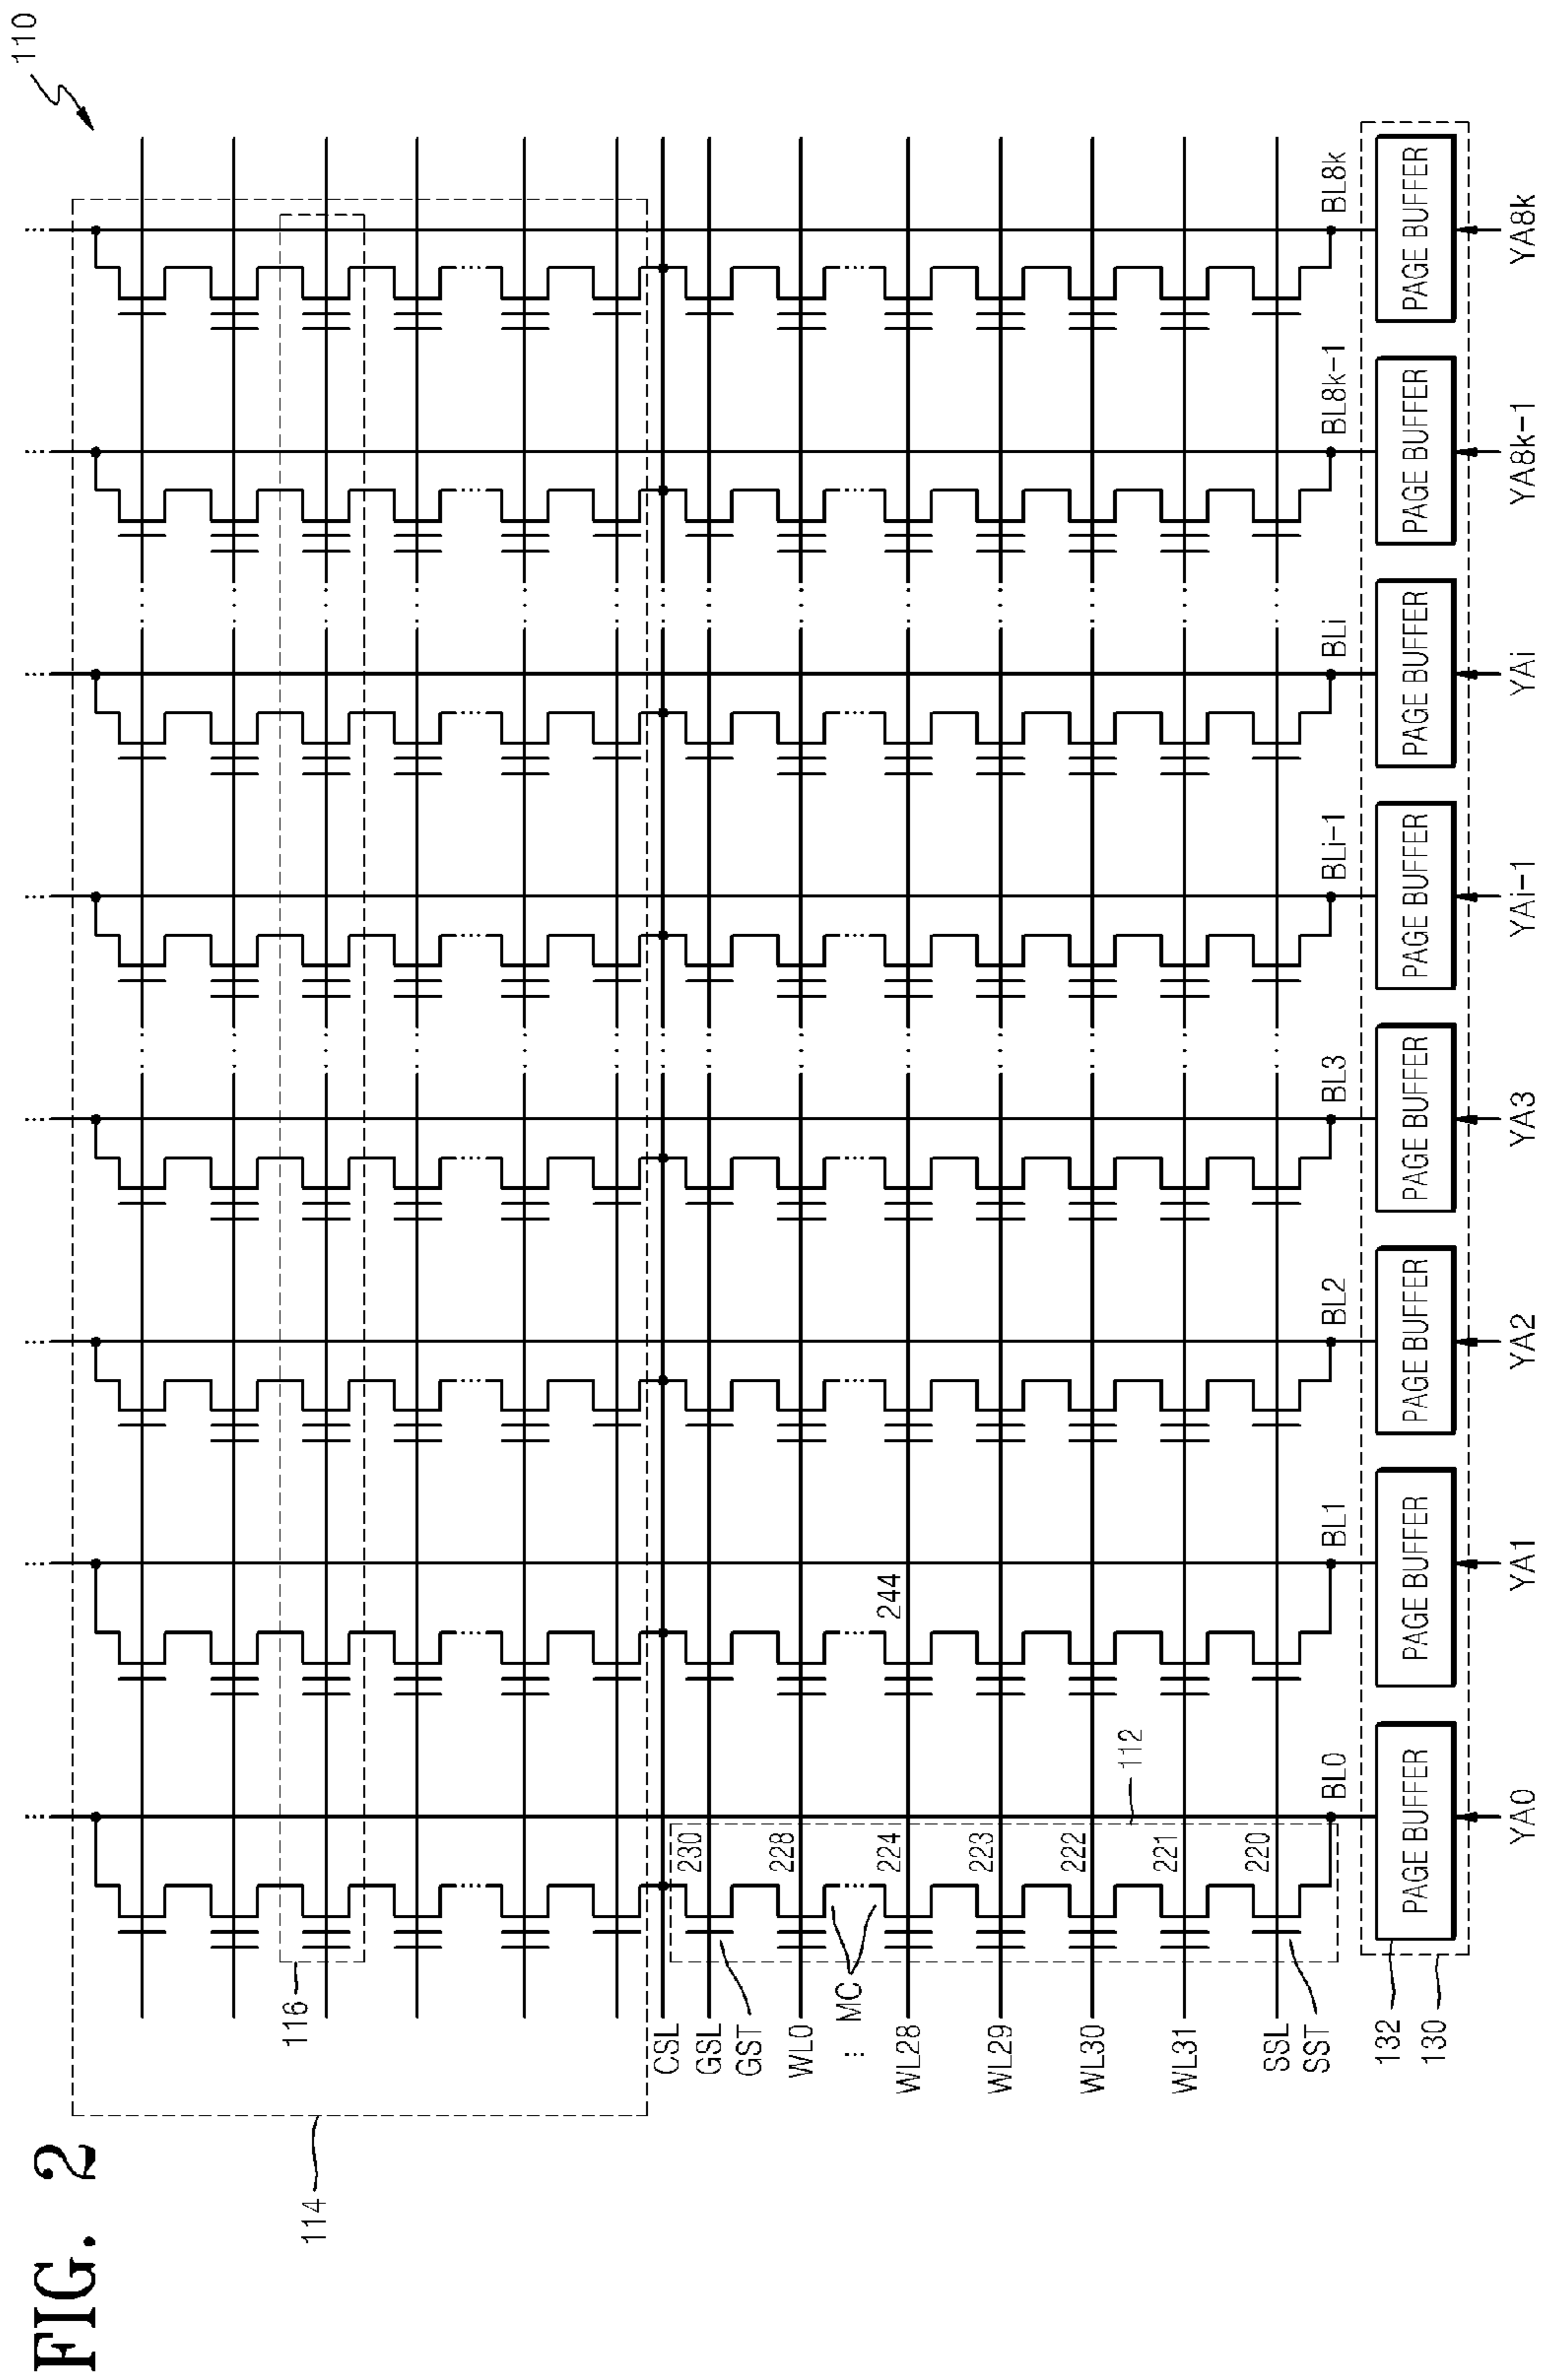 FIG. 2
110
114
116
CSL
GSL
GST
WL0
:: MC
WL28
WL29
WL30
WL31
SSL
SST
132
130
230
228
224
223
222
221
220
112
244
BL0
BL1
BL2
BL3
BLi-1
BLi
BL8k-1
BL8k
PAGE BUFFER
PAGE BUFFER
PAGE BUFFER
PAGE BUFFER
PAGE BUFFER
PAGE BUFFER
PAGE BUFFER
PAGE BUFFER
YA0
YA1
YA2
YA3
YAi-1
YAi
YA8k-1
YA8k